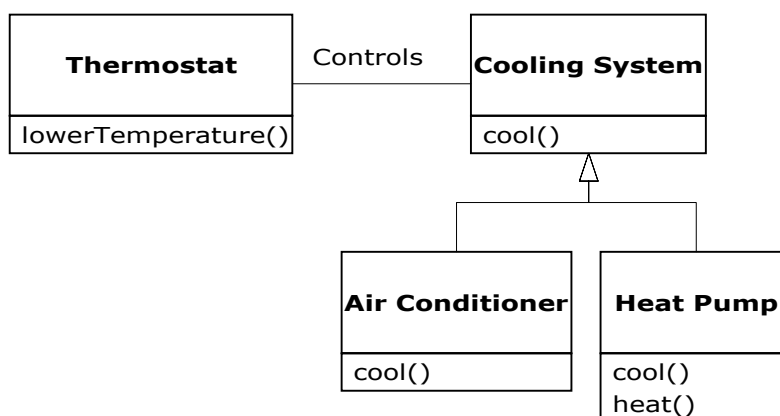 Thermostat
Controls
Cooling System
lowerTemperature()
cool()
Air Conditioner
Heat Pump
cool()
cool()
heat()